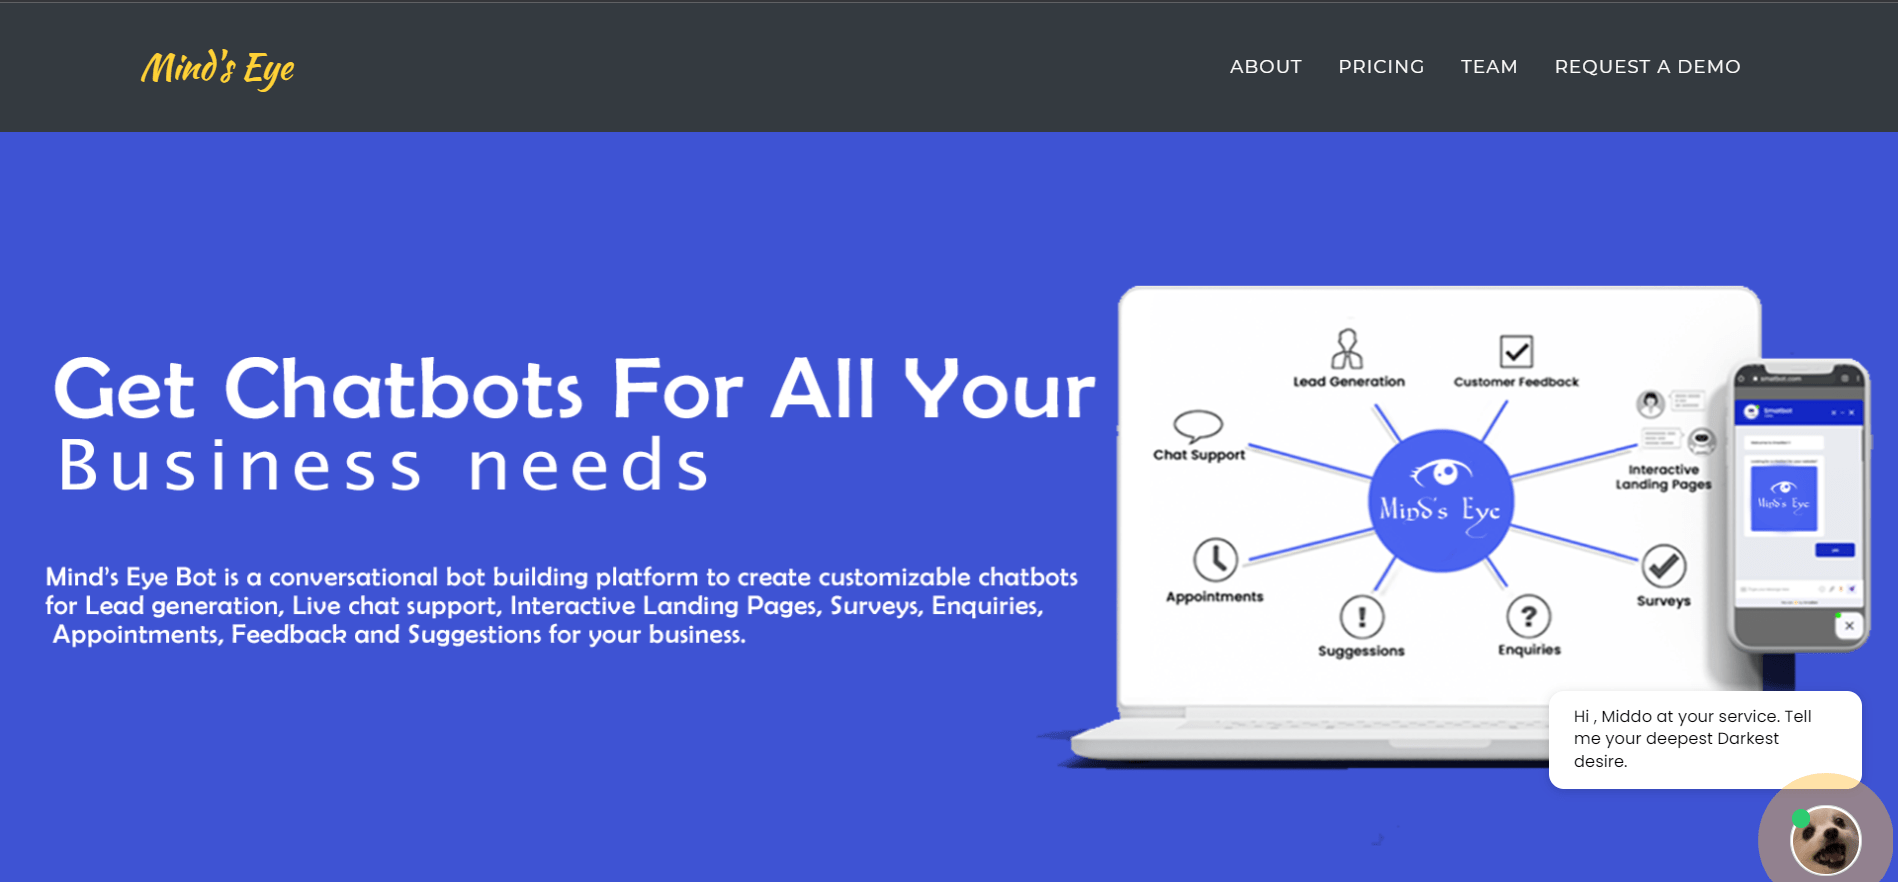 Mind's Eye
ABOUT
PRICING
TEAM
REQUEST A DEMO
Get Chatbots For All Your
Business needs
Mind's Eye Bot is a conversational bot building platform to create customizable chatbots
for Lead generation, Live chat support, Interactive Landing Pages, Surveys, Enquiries,
Appointments, Feedback and Suggestions for your business.
Lead Generation
Customer Feedback
Chat Support
Interactive
Landing Pages
Mind's Eye
Appointments
Surveys
Suggessions
Enquiries
Mind's Eye
Hi , Middo at your service. Tell
me your deepest Darkest
desire.